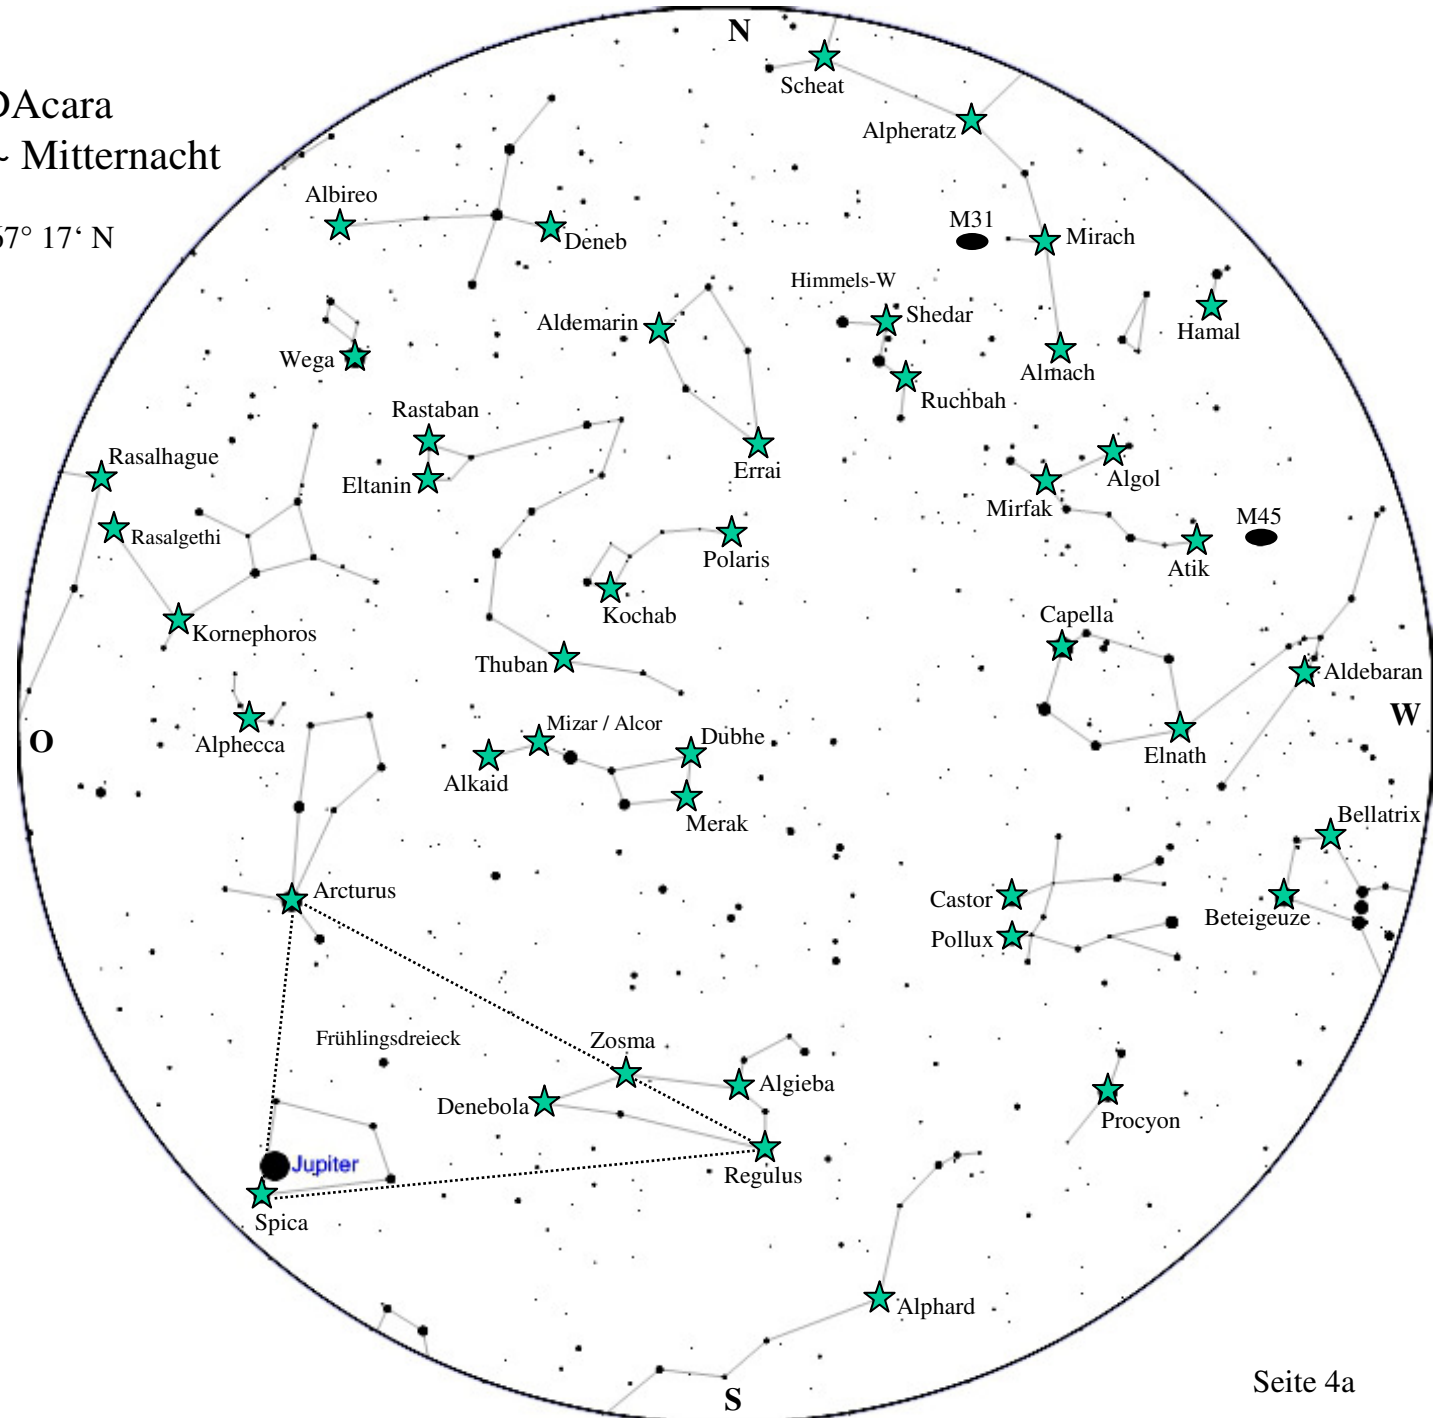 N
Scheat
Acara
Alpheratz
~ Mitternacht
Albireo
M31
Mirach
7° 17‘ N
Deneb
Himmels-W
Shedar
Aldemarin
Hamal
Wega
Almach
Ruchbah
Rastaban
Rasalhague
Errai
Algol
Eltanin
Mirfak
M45
Rasalgethi
Polaris
Atik
Kochab
Capella
Kornephoros
Thuban
Aldebaran
W
Mizar / Alcor
O
Alphecca
Dubhe
Elnath
Alkaid
Bellatrix
Merak
Arcturus
Castor
Beteigeuze
Pollux
Frühlingsdreieck
Zosma
Algieba
Denebola
Procyon
Jupiter
Regulus
Spica
Alphard
Seite 4a
S